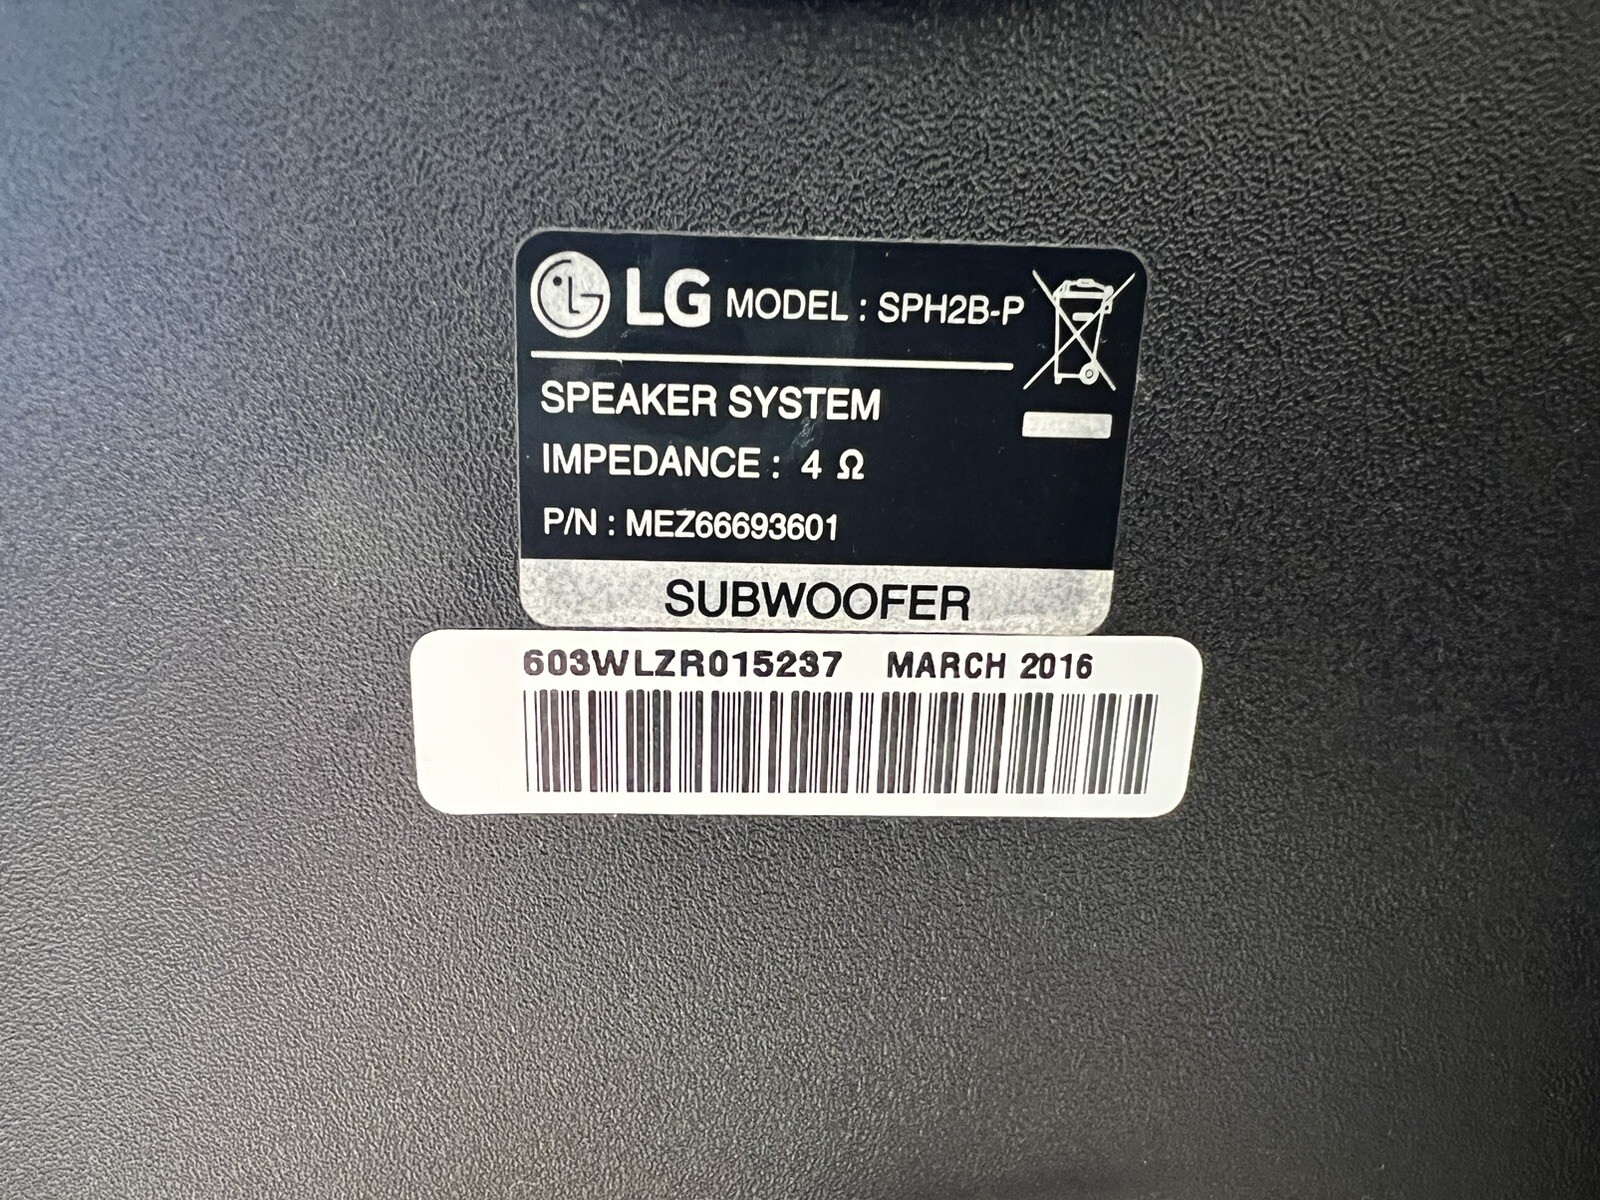 LG MODEL : SPH2B-P
SPEAKER SYSTEM
IMPEDANCE : 4 Ω
P/N : MEZ66693601
SUBWOOFER
603WLZR015237 MARCH 2016